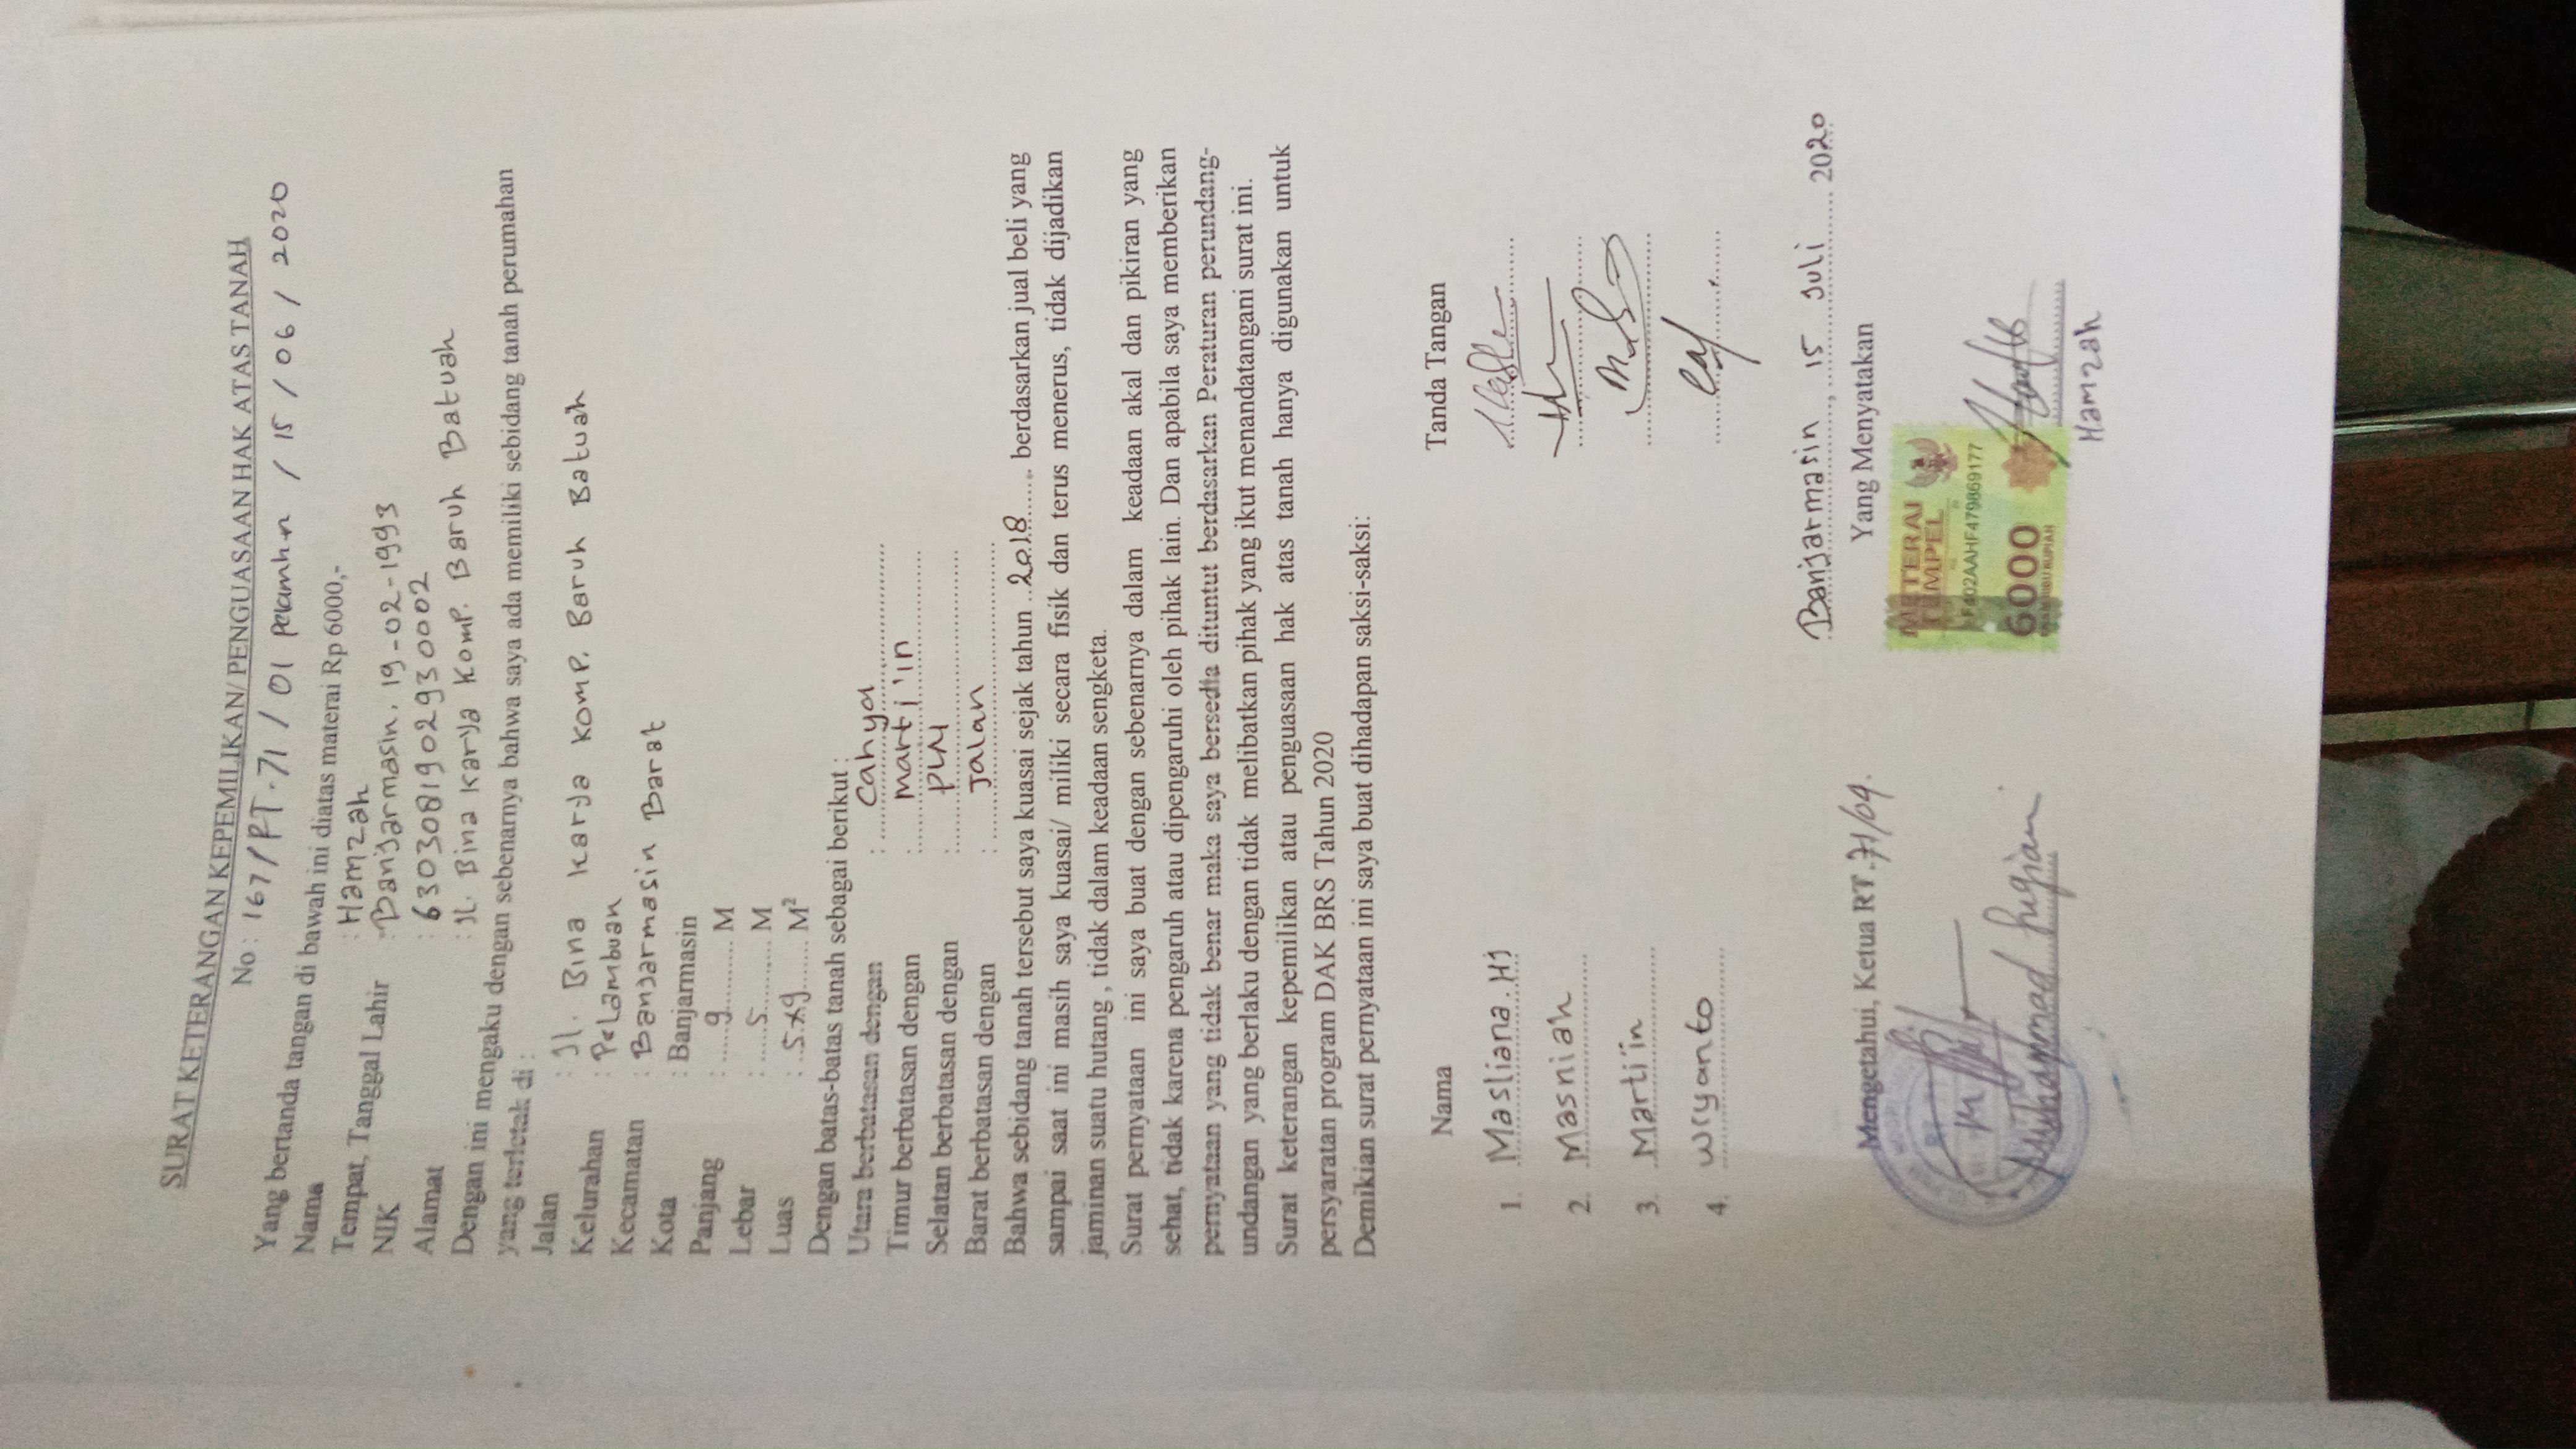 SURAT KETERANGAN KEPEMILIKAN/ PENGUASAAN HAK ATAS TANAH
No : 167/RT.71/01 Pelamhn /15/06/2020
Yang bertanda tangan di bawah ini diatas materai Rp 6000,-
Nama : Hamzah
Tempat, Tanggal Lahir : Banjarmasin, 19-02-1993
NIK : 6303081902930002
Alamat : Jl. Bina Karya Komp. Baruh Batuah
Dengan ini mengaku dengan sebenarnya bahwa saya ada memiliki sebidang tanah perumahan
yang terletak di :
Jalan : Jl. Bina Karya Komp. Baruh Batuah
Kelurahan : Pelambuan
Kecamatan : Banjarmasin Barat
Kota : Banjarmasin
Panjang : 9 M
Lebar : 5 M
Luas : 5x9 M²
Dengan batas-batas tanah sebagai berikut :
Utara berbatasan dengan : Cahya
Timur berbatasan dengan : marti'in
Selatan berbatasan dengan : PLN
Barat berbatasan dengan : Jalan
Bahwa sebidang tanah tersebut saya kuasai sejak tahun 2018 berdasarkan jual beli yang
sampai saat ini masih saya kuasai/ miliki secara fisik dan terus menerus, tidak dijadikan
jaminan suatu hutang , tidak dalam keadaan sengketa.
Surat pernyataan ini saya buat dengan sebenarnya dalam keadaan akal dan pikiran yang
sehat, tidak karena pengaruh atau dipengaruhi oleh pihak lain. Dan apabila saya memberikan
pernyataan yang tidak benar maka saya bersedia dituntut berdasarkan Peraturan perundang-
undangan yang berlaku dengan tidak melibatkan pihak yang ikut menandatangani surat ini.
Surat keterangan kepemilikan atau penguasaan hak atas tanah hanya digunakan untuk
persyaratan program DAK BRS Tahun 2020
Demikian surat pernyataan ini saya buat dihadapan saksi-saksi:
Nama Tanda Tangan
1. Masliana.HJ
2. Masniah
3. Martiin
4. Wryanto
Banjarmasin, 15 Juli 2020
Mengetahui, Ketua RT.71/09. Yang Menyatakan
METERAI
TEMPEL
F402AAHF479869177
6000
ENAM RIBU RUPIAH
Hamzah